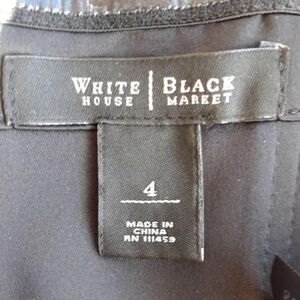 WHITE | BLACK
HOUSE | MARKET
4
MADE IN
CHINA
RN 111459